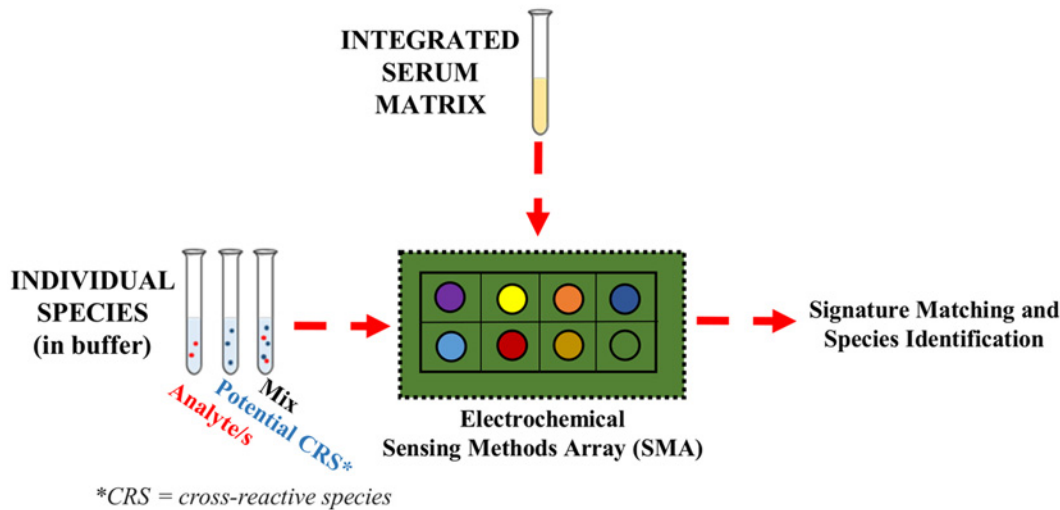 INTEGRATED
SERUM
MATRIX
INDIVIDUAL
SPECIES
(in buffer)
Analyte/s
Potential CRS*
Mix
Electrochemical
Sensing Methods Array (SMA)
Signature Matching and
Species Identification
*CRS = cross-reactive species